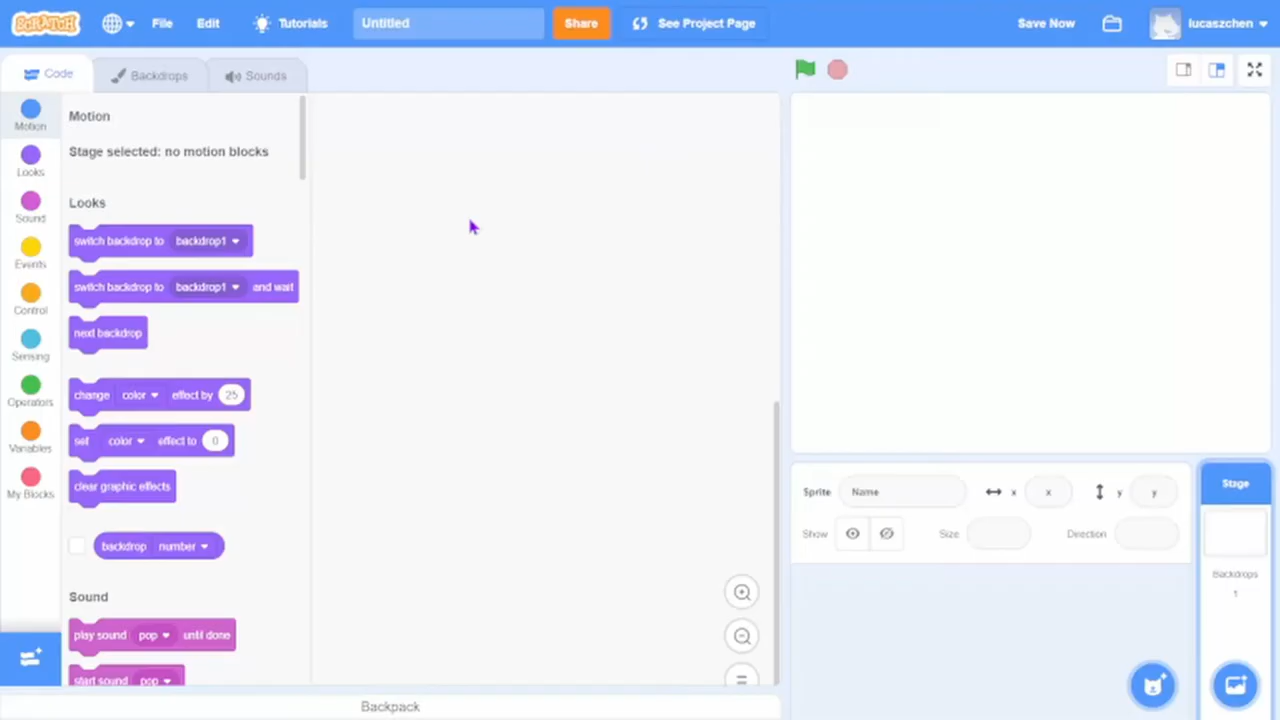 SCRATCH File Edit Tutorials Untitled Share See Project Page Save Now lucaszchen
Code Backdrops Sounds
Motion
Looks
Sound
Events
Control
Sensing
Operators
Variables
My Blocks
Motion
Stage selected: no motion blocks
Looks
switch backdrop to backdrop1
switch backdrop to backdrop1 and wait
next backdrop
change color effect by 25
set color effect to 0
clear graphic effects
backdrop number
Sound
play sound pop until done
start sound pop
Backpack
Sprite Name x x y y
Show Size Direction
Stage
Backdrops
1